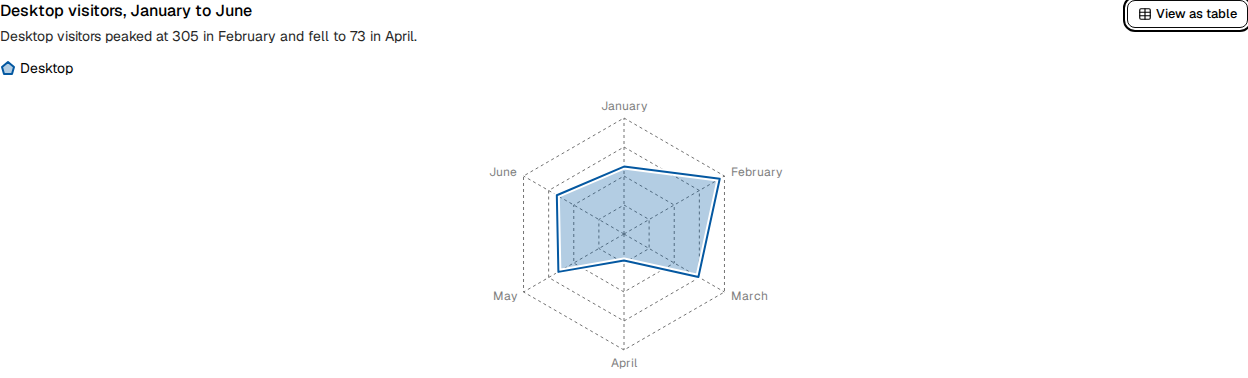 Desktop visitors, January to June
View as table
Desktop visitors peaked at 305 in February and fell to 73 in April.
Desktop
January
June
February
May
March
April